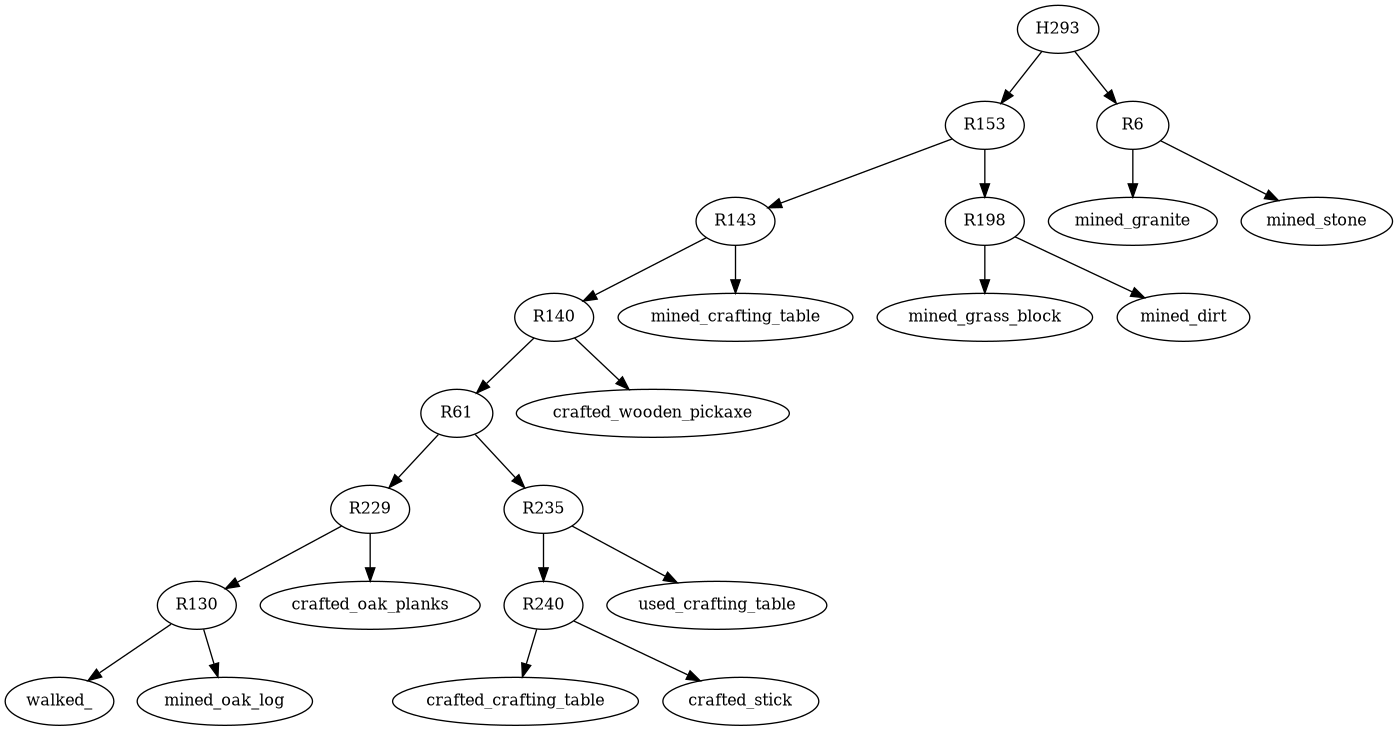 H293
R153
R6
R143
R198
mined_granite
mined_stone
R140
mined_crafting_table
mined_grass_block
mined_dirt
R61
crafted_wooden_pickaxe
R229
R235
R130
crafted_oak_planks
R240
used_crafting_table
walked_
mined_oak_log
crafted_crafting_table
crafted_stick